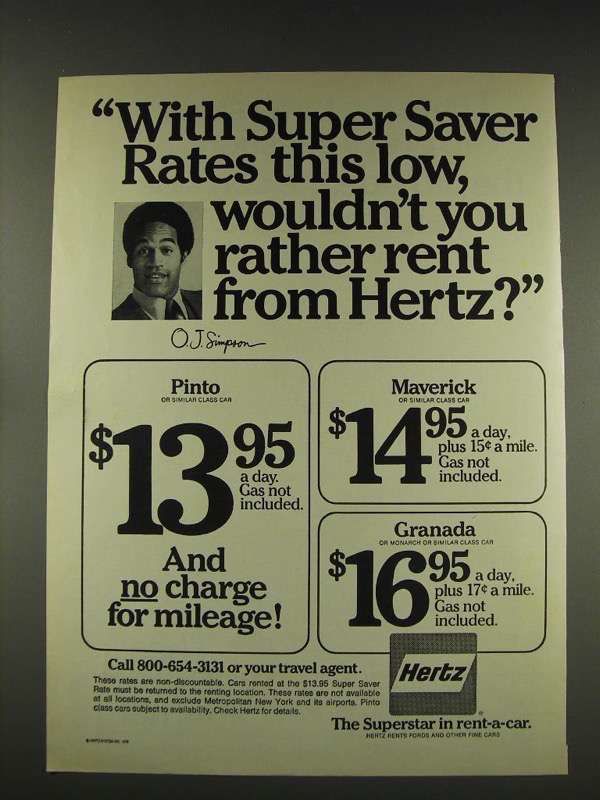 “With Super Saver
Rates this low,
wouldn’t you
rather rent
from Hertz?”
O.J. Simpson
Pinto
OR SIMILAR CLASS CAR
$13 95
a day.
Gas not
included.
And
no charge
for mileage!
Maverick
OR SIMILAR CLASS CAR
$14 95 a day,
plus 15¢ a mile.
Gas not
included.
Granada
OR MONARCH OR SIMILAR CLASS CAR
$16 95 a day,
plus 17¢ a mile.
Gas not
included.
Call 800-654-3131 or your travel agent.
These rates are non-discountable. Cars rented at the $13.95 Super Saver
Rate must be returned to the renting location. These rates are not available
at all locations, and exclude Metropolitan New York and its airports. Pinto
class cars subject to availability. Check Hertz for details.
Hertz
®
The Superstar in rent-a-car.
HERTZ RENTS FORDS AND OTHER FINE CARS